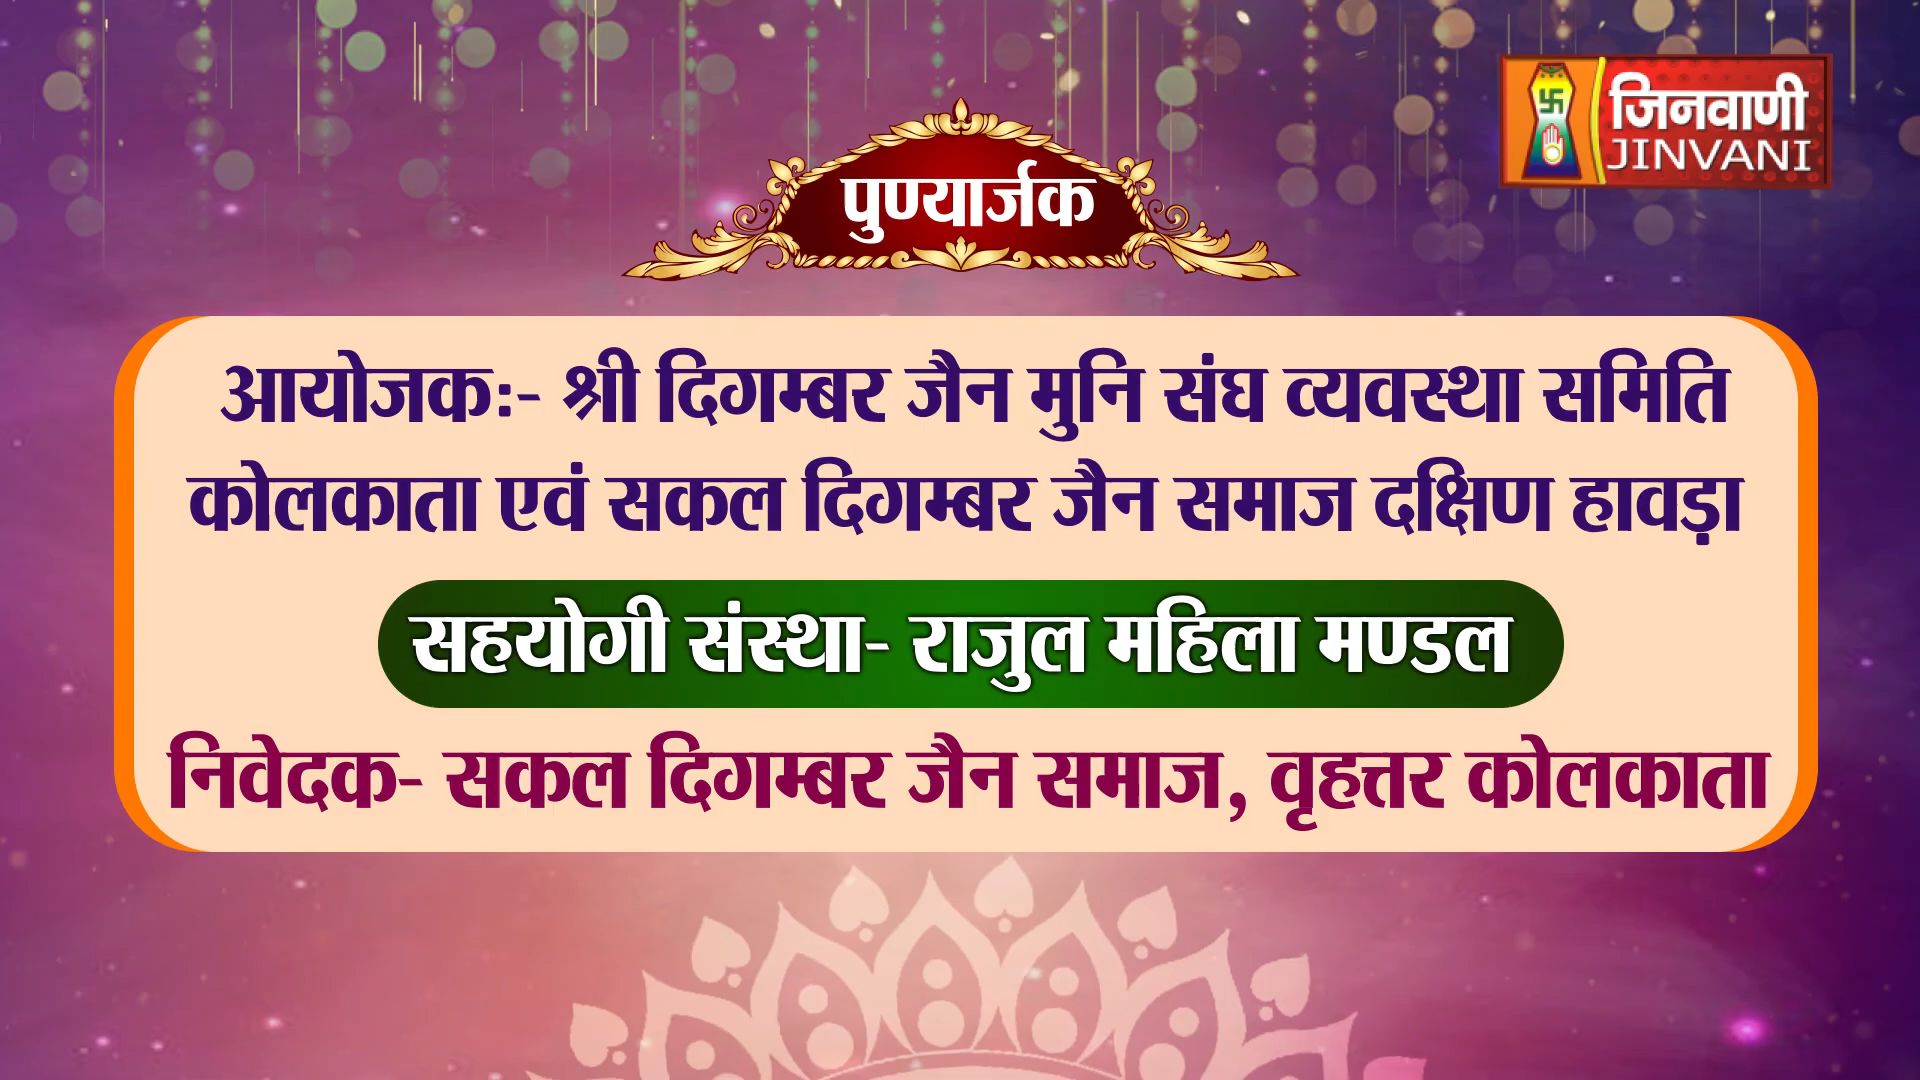 जिनवाणी
JINVANI
पुण्यार्जक
आयोजकः- श्री दिगम्बर जैन मुनि संघ व्यवस्था समिति
कोलकाता एवं सकल दिगम्बर जैन समाज दक्षिण हावड़ा
सहयोगी संस्था- राजुल महिला मण्डल
निवेदक- सकल दिगम्बर जैन समाज, वृहत्तर कोलकाता